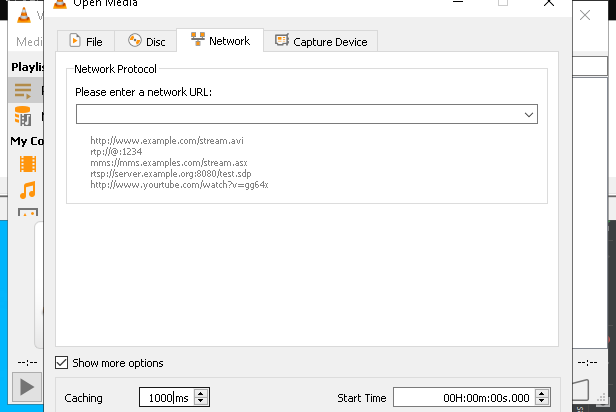 Open Media
V
Medi
File
Disc
Network
Capture Device
Playlis
Network Protocol
Please enter a network URL:
http://www.example.com/stream.avi
rtp://@:1234
mms://mms.examples.com/stream.asx
rtsp://server.example.org:8080/test.sdp
http://www.yourtube.com/watch?v=gg64x
My Co
--:--
Show more options
--:--
Caching
1000 ms
Start Time
00H:00m:00s.000